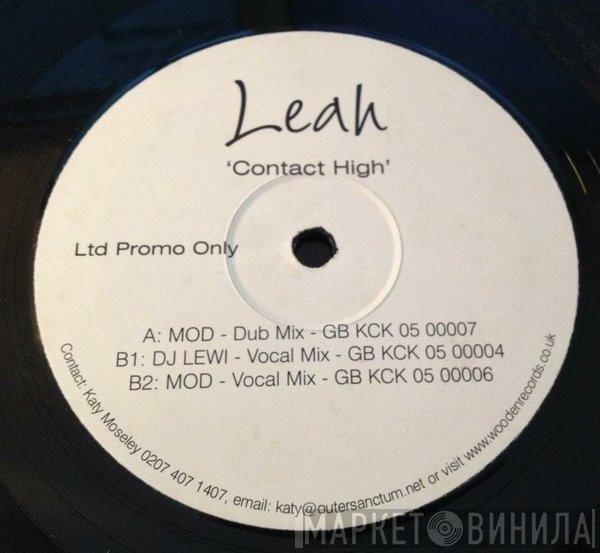 Leah
‘Contact High’
Ltd Promo Only
A: MOD - Dub Mix - GB KCK 05 00007
B1: DJ LEWI - Vocal Mix - GB KCK 05 00004
B2: MOD - Vocal Mix - GB KCK 05 00006
Contact: Katy Moseley 0207 407 1407, email: katy@outersanctum.net or visit www.woodenrecords.co.uk
МАРКЕТ ВИНИЛА